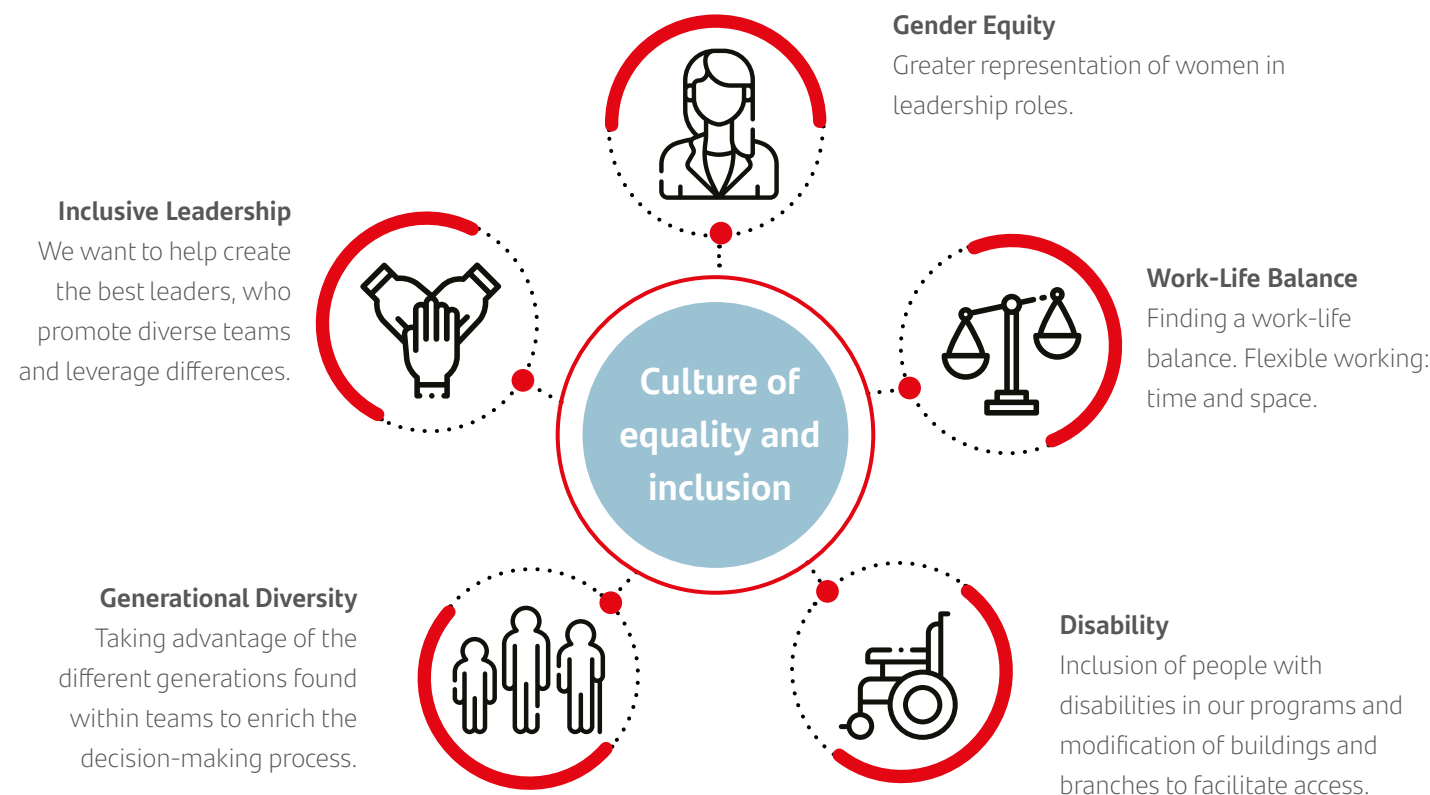 Gender Equity
Greater representation of women in
leadership roles.
Inclusive Leadership
We want to help create
the best leaders, who
promote diverse teams
and leverage differences.
Work-Life Balance
Finding a work-life
balance. Flexible working:
time and space.
Culture of
equality and
inclusion
Generational Diversity
Taking advantage of the
different generations found
within teams to enrich the
decision-making process.
Disability
Inclusion of people with
disabilities in our programs and
modification of buildings and
branches to facilitate access.